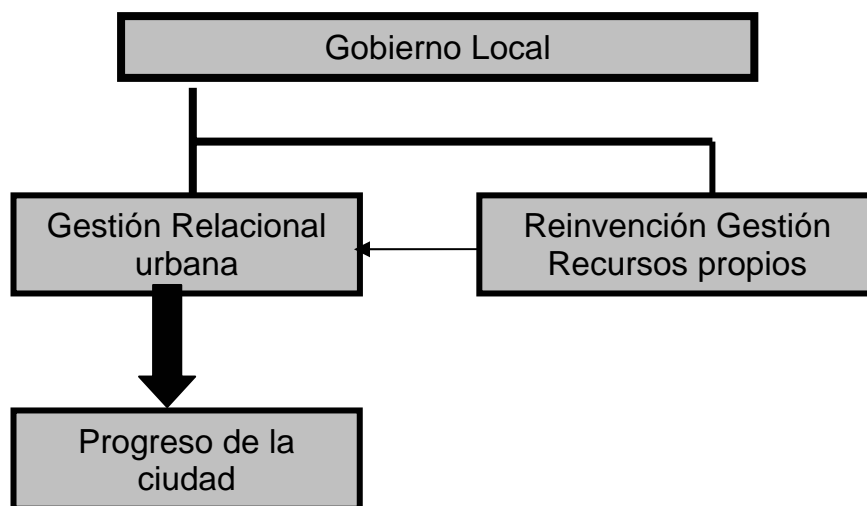 Gobierno Local
Gestión Relacional
urbana
Reinvención Gestión
Recursos propios
Progreso de la
ciudad